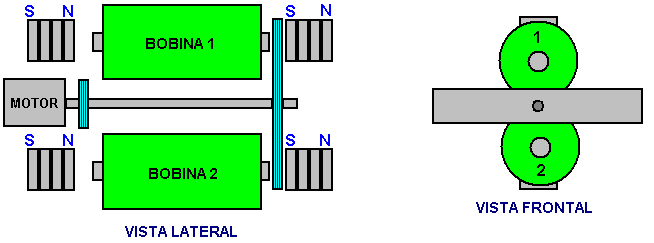 S N
S N
BOBINA 1
1
MOTOR
S N
S N
BOBINA 2
2
VISTA LATERAL
VISTA FRONTAL